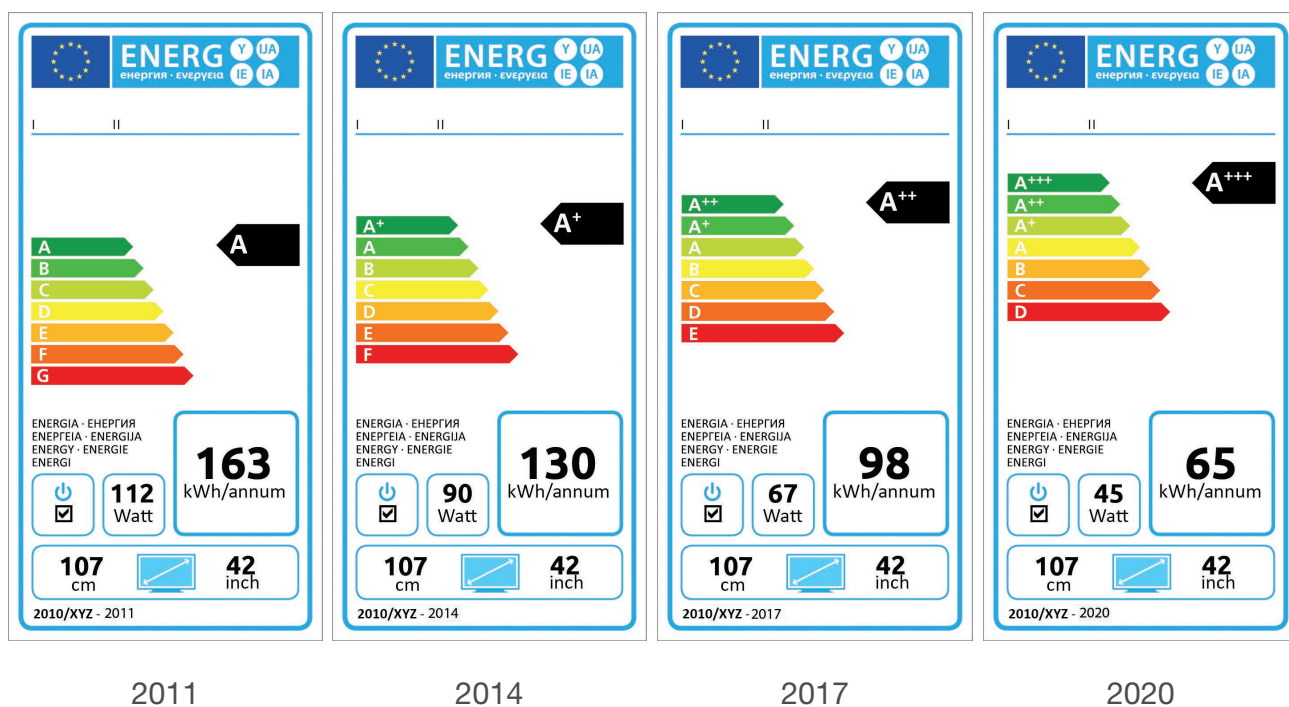 ENERG Y IJA
енергия · ενεργεια IE IA
I II
A
A
B
C
D
E
F
G
ENERGIA · ЕНЕРГИЯ
ΕΝΕΡΓΕΙΑ · ENERGIJA
ENERGY · ENERGIE
ENERGI
163
kWh/annum
112
Watt
107
cm
42
inch
2010/XYZ - 2011
2011
ENERG Y IJA
енергия · ενεργεια IE IA
I II
A+
A+
A
B
C
D
E
F
ENERGIA · ЕНЕРГИЯ
ΕΝΕΡΓΕΙΑ · ENERGIJA
ENERGY · ENERGIE
ENERGI
130
kWh/annum
90
Watt
107
cm
42
inch
2010/XYZ - 2014
2014
ENERG Y IJA
енергия · ενεργεια IE IA
I II
A++
A++
A+
A
B
C
D
E
ENERGIA · ЕНЕРГИЯ
ΕΝΕΡΓΕΙΑ · ENERGIJA
ENERGY · ENERGIE
ENERGI
98
kWh/annum
67
Watt
107
cm
42
inch
2010/XYZ - 2017
2017
ENERG Y IJA
енергия · ενεργεια IE IA
I II
A+++
A+++
A++
A+
A
B
C
D
ENERGIA · ЕНЕРГИЯ
ΕΝΕΡΓΕΙΑ · ENERGIJA
ENERGY · ENERGIE
ENERGI
65
kWh/annum
45
Watt
107
cm
42
inch
2010/XYZ - 2020
2020